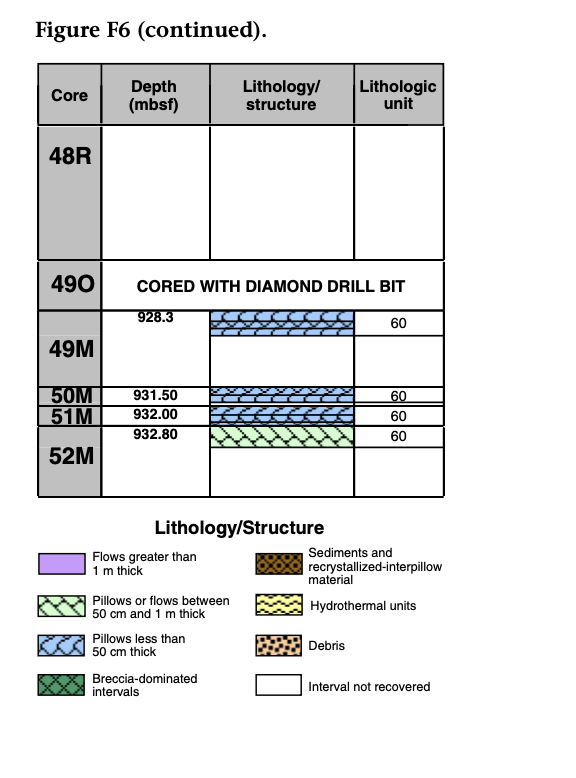 Figure F6 (continued).
Core
Depth
(mbsf)
Lithology/
structure
Lithologic
unit
48R
49O
CORED WITH DIAMOND DRILL BIT
49M
928.3
60
50M
931.50
60
51M
932.00
60
52M
932.80
60
Lithology/Structure
Flows greater than
1 m thick
Pillows or flows between
50 cm and 1 m thick
Pillows less than
50 cm thick
Breccia-dominated
intervals
Sediments and
recrystallized-interpillow
material
Hydrothermal units
Debris
Interval not recovered